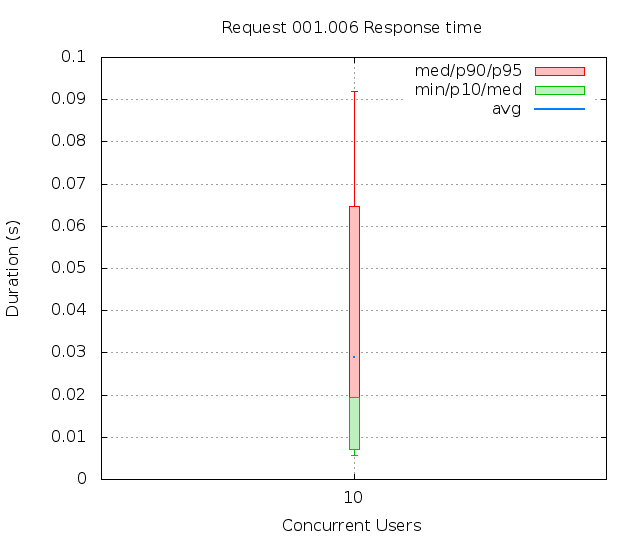 Request 001.006 Response time
med/p90/p95
min/p10/med
avg
0.1
0.09
0.08
0.07
0.06
0.05
0.04
0.03
0.02
0.01
0
Duration (s)
10
Concurrent Users